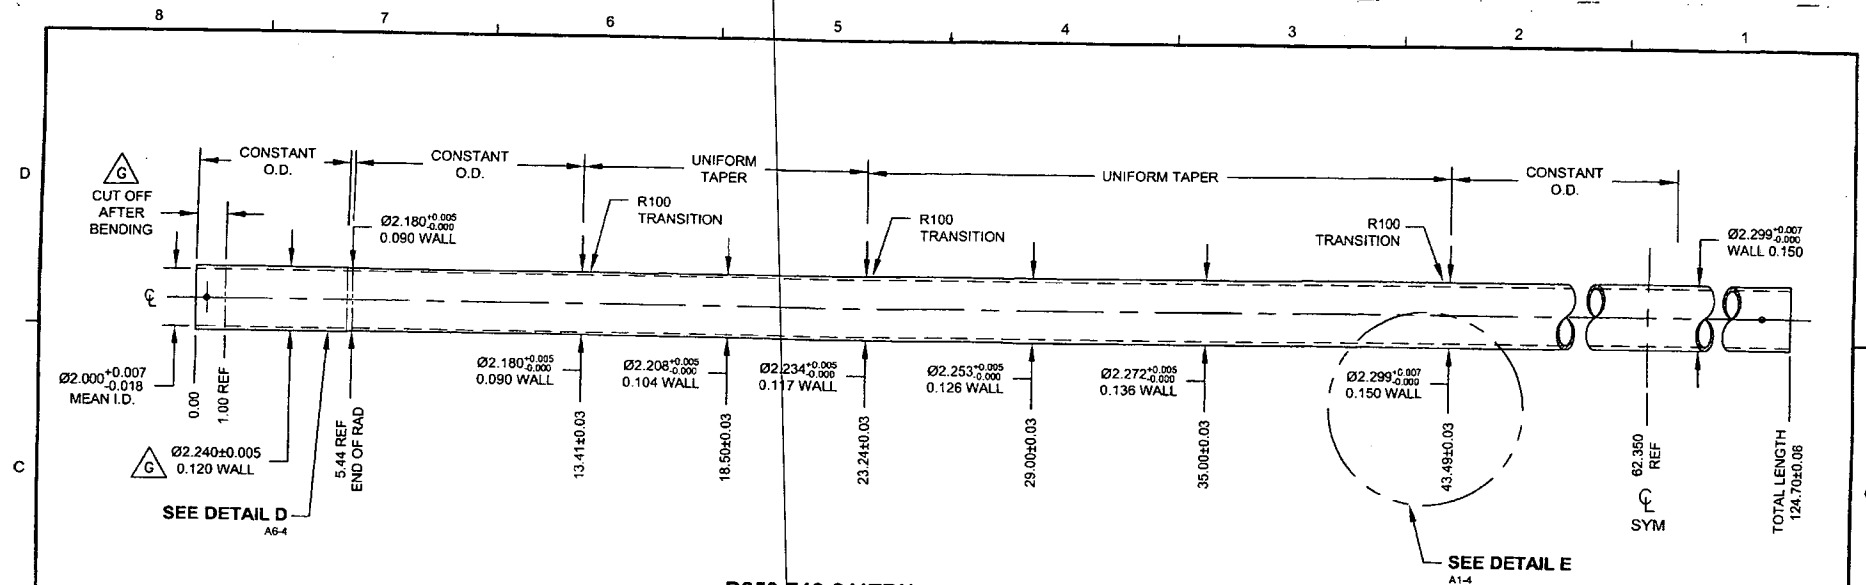 8 7 6 5 4 3 2 1
D
C
G
CUT OFF
AFTER
BENDING
CONSTANT
O.D.
CONSTANT
O.D.
UNIFORM
TAPER
UNIFORM TAPER
CONSTANT
O.D.
Ø2.180+0.005-0.000
0.090 WALL
R100
TRANSITION
R100
TRANSITION
R100
TRANSITION
Ø2.299+0.007-0.000
WALL 0.150
℄
Ø2.000+0.007-0.018
MEAN I.D.
0.00
1.00 REF
G
Ø2.240±0.005
0.120 WALL
5.44 REF
END OF RAD
SEE DETAIL D
A6-4
Ø2.180+0.005-0.000
0.090 WALL
13.41±0.03
Ø2.208+0.005-0.000
0.104 WALL
18.50±0.03
Ø2.234+0.005-0.000
0.117 WALL
23.24±0.03
Ø2.253+0.005-0.000
0.126 WALL
29.00±0.03
Ø2.272+0.005-0.000
0.136 WALL
35.00±0.03
Ø2.299+0.007-0.000
0.150 WALL
43.49±0.03
62.350
REF
℄
SYM
TOTAL LENGTH
124.70±0.06
SEE DETAIL E
A1-4